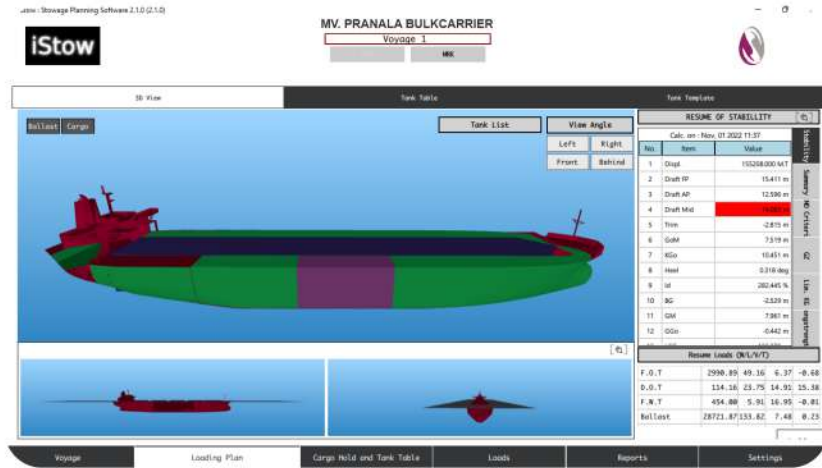 iStow : Stowage Planning Software 2.1.0 (2.1.0)
iStow
MV. PRANALA BULKCARRIER
Voyage 1
3D View
Tank Table
Tank Template
Ballast
Cargo
Tank List
View Angle
Left
Right
Front
Behind
RESUME OF STABILLITY
Calc. on : Nov, 01 2022 11:37
No. Item Value
1 Displ. 155258.000 M.T
2 Draft FP 15.411 m
3 Draft AP 12.596 m
4 Draft Mid
5 Trim -2.815 m
6 GoM 7.519 m
7 KGo 10.451 m
8 Heel 0.318 deg
9 Id 282.445 %
10 BG -2.529 m
11 GM 7.961 m
12 GGo -0.442 m
Stability
Summary
GZ
Resume Loads (W/L/V/T)
F.O.T 2990.89 49.16 6.37 -0.68
D.O.T 114.16 23.75 14.91 15.38
F.W.T 454.00 5.91 16.95 -0.01
Ballast 28721.87 133.82 7.48 0.23
Voyage
Loading Plan
Cargo Hold and Tank Table
Loads
Reports
Settings